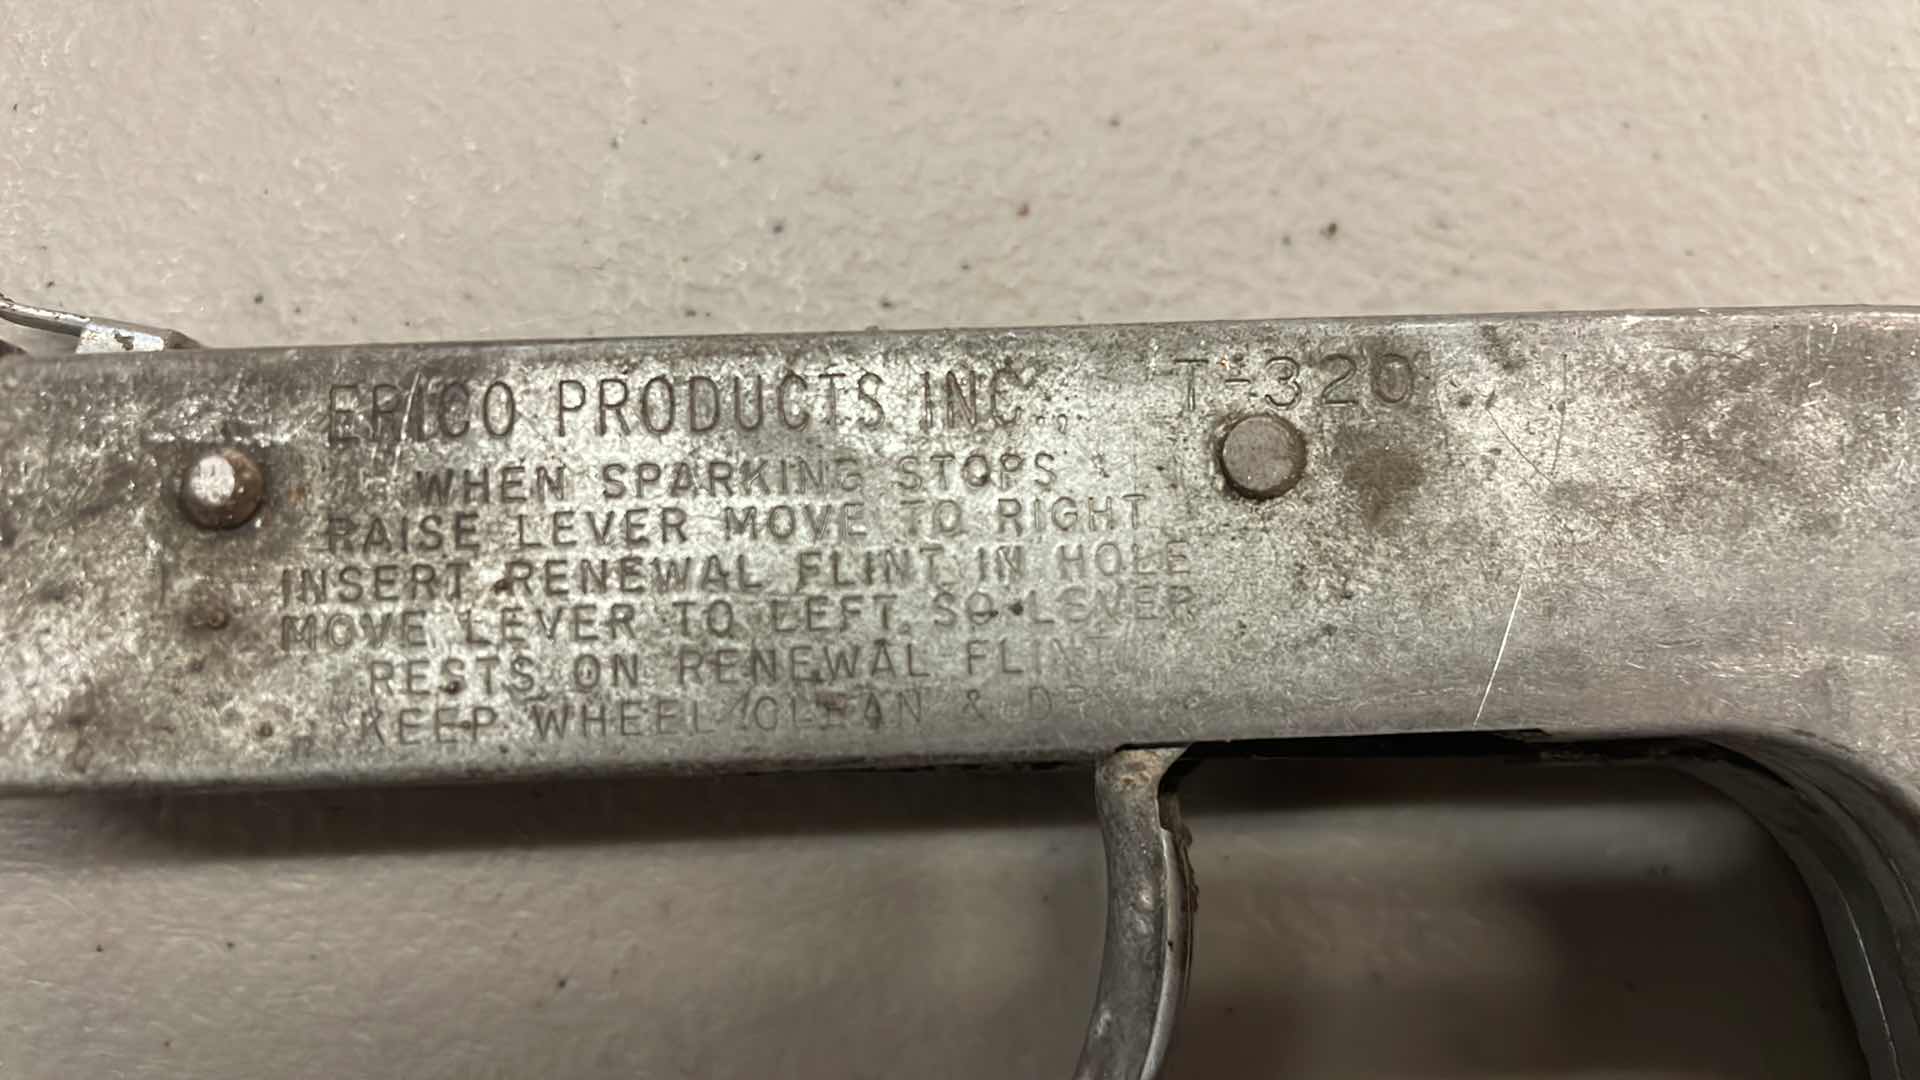 ERICO PRODUCTS INC., T-320
WHEN SPARKING STOPS
RAISE LEVER MOVE TO RIGHT
INSERT RENEWAL FLINT IN HOLE
MOVE LEVER TO LEFT SO LEVER
RESTS ON RENEWAL FLINT
KEEP WHEEL CLEAN & DRY